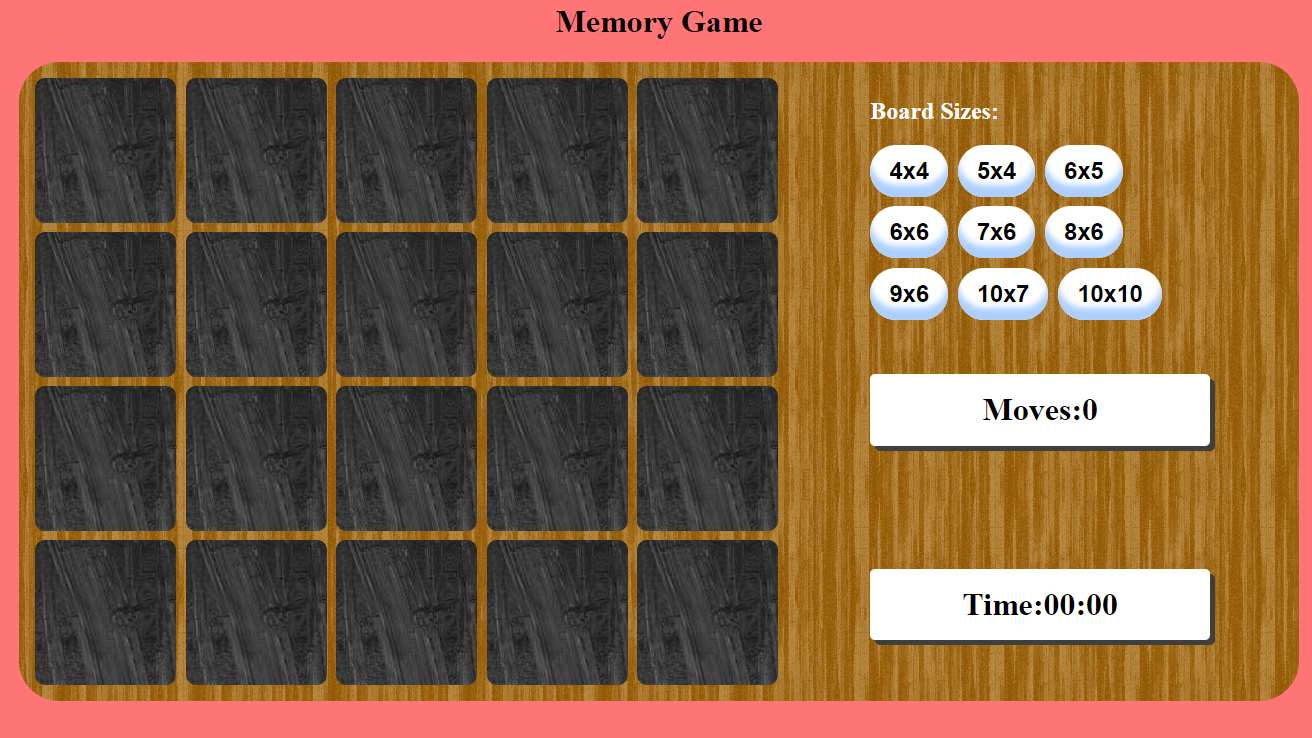 Memory Game
Board Sizes:
4x4 5x4 6x5
6x6 7x6 8x6
9x6 10x7 10x10
Moves:0
Time:00:00